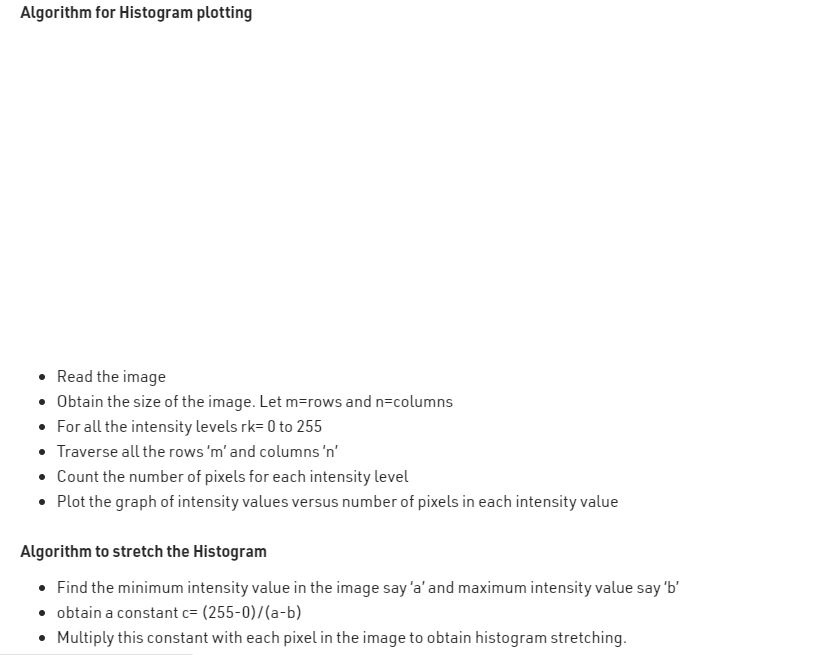 Algorithm for Histogram plotting
• Read the image
• Obtain the size of the image. Let m=rows and n=columns
• For all the intensity levels rk= 0 to 255
• Traverse all the rows ‘m’ and columns ‘n’
• Count the number of pixels for each intensity level
• Plot the graph of intensity values versus number of pixels in each intensity value
Algorithm to stretch the Histogram
• Find the minimum intensity value in the image say ‘a’ and maximum intensity value say ‘b’
• obtain a constant c= (255-0)/(a-b)
• Multiply this constant with each pixel in the image to obtain histogram stretching.